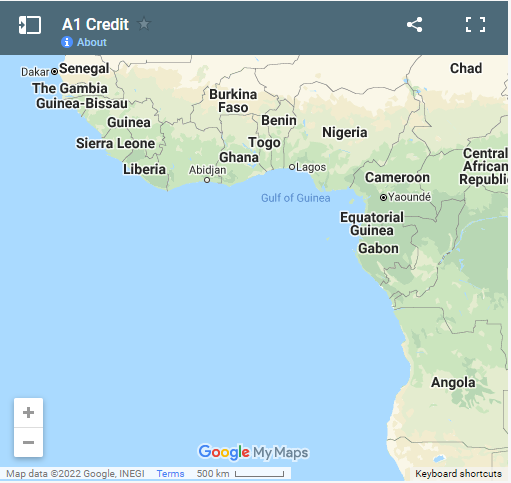 A1 Credit
About
Dakar
Senegal
Chad
The Gambia
Guinea-Bissau
Burkina
Faso
Guinea
Benin
Nigeria
Sierra Leone
Togo
Ghana
Central
African
Republic
Liberia
Abidjan
Lagos
Cameroon
Gulf of Guinea
Yaoundé
Equatorial
Guinea
Gabon
Angola
Google My Maps
Map data ©2022 Google, INEGI
Terms
500 km
Keyboard shortcuts